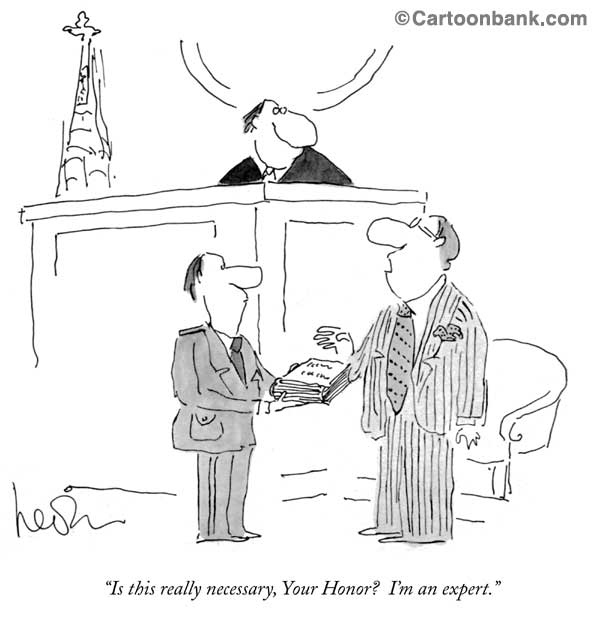 ©Cartoonbank.com
“Is this really necessary, Your Honor? I’m an expert.”